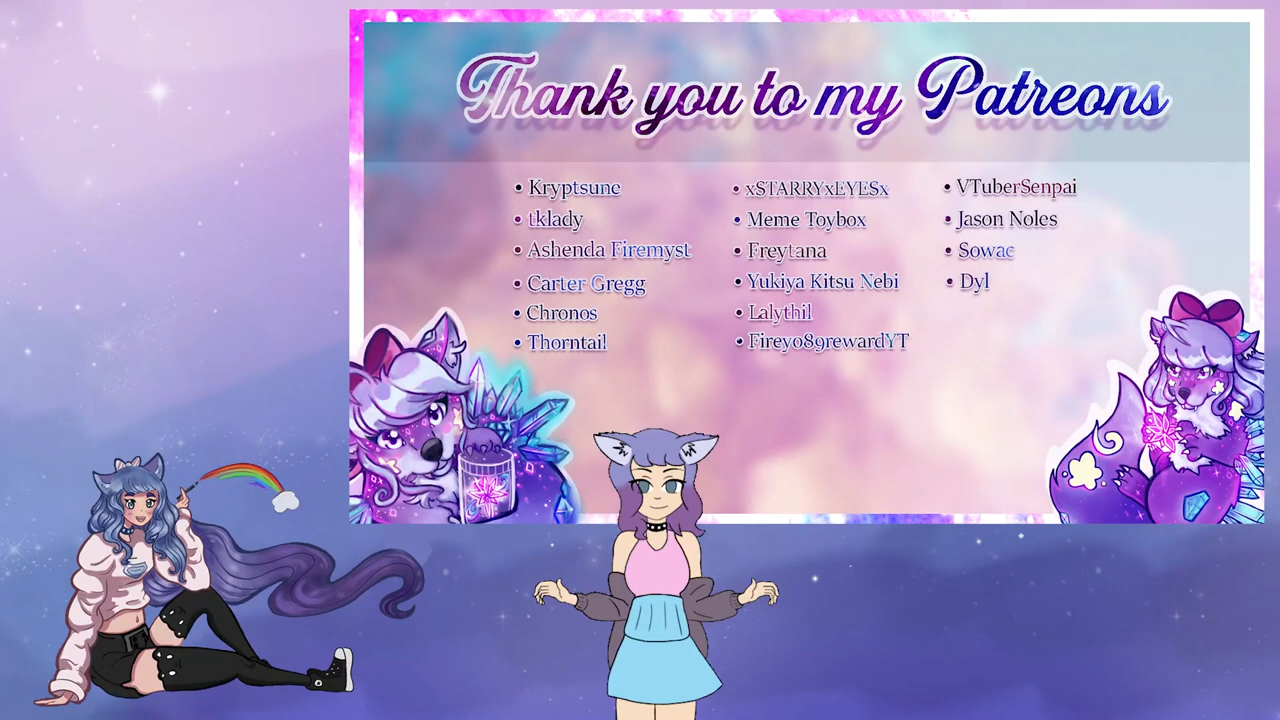 Thank you to my Patreons
• Kryptsune
• tklady
• Ashenda Firemyst
• Carter Gregg
• Chronos
• Thorntail
• xSTARRYxEYESx
• Meme Toybox
• Freytana
• Yukiya Kitsu Nebi
• Lalythil
• Firey089rewardYT
• VTuberSenpai
• Jason Noles
• Sowac
• Dyl